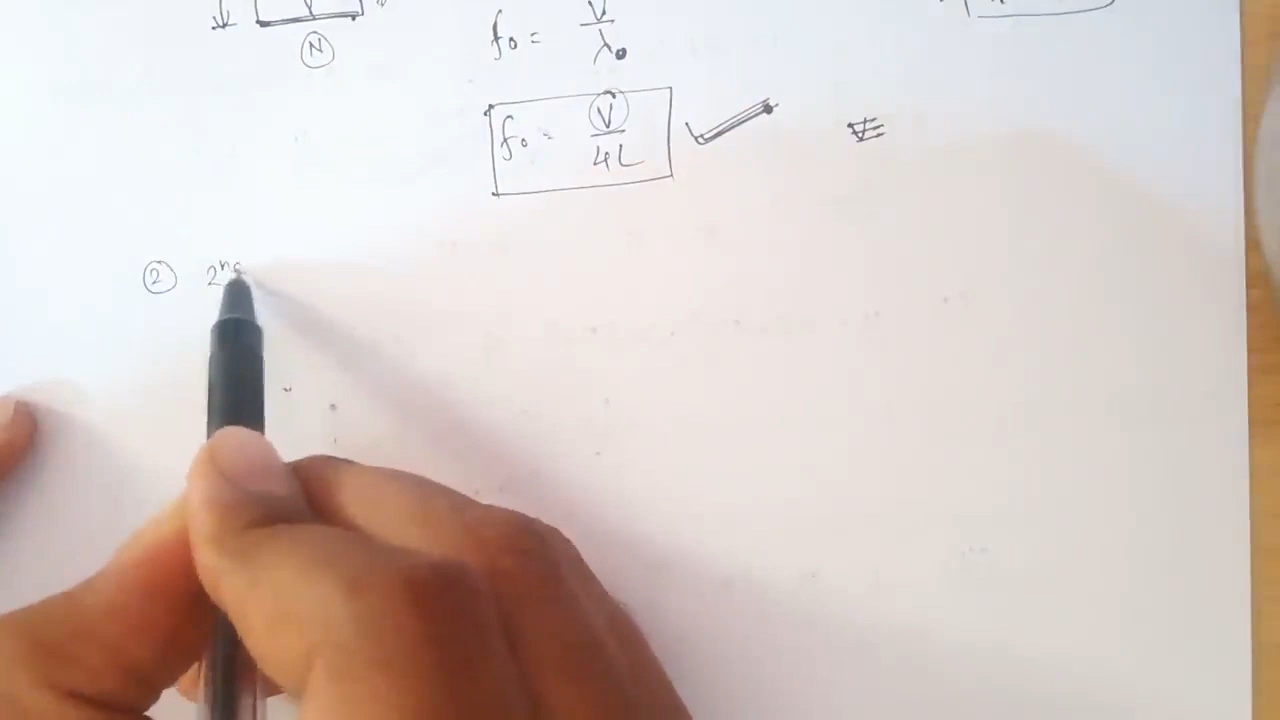 N
f₀ = V / λ₀
f₀ = V / 4L
② 2nd